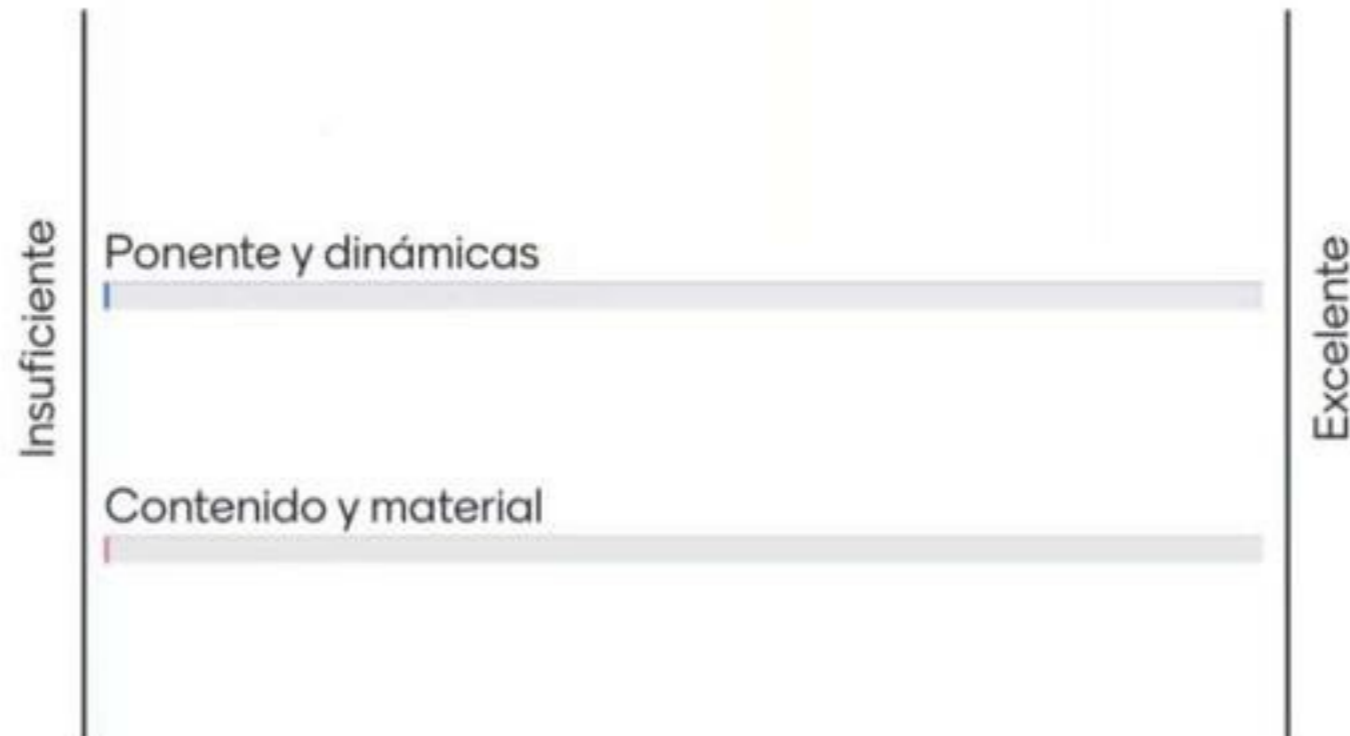 Insuficiente
Ponente y dinámicas
Contenido y material
Excelente